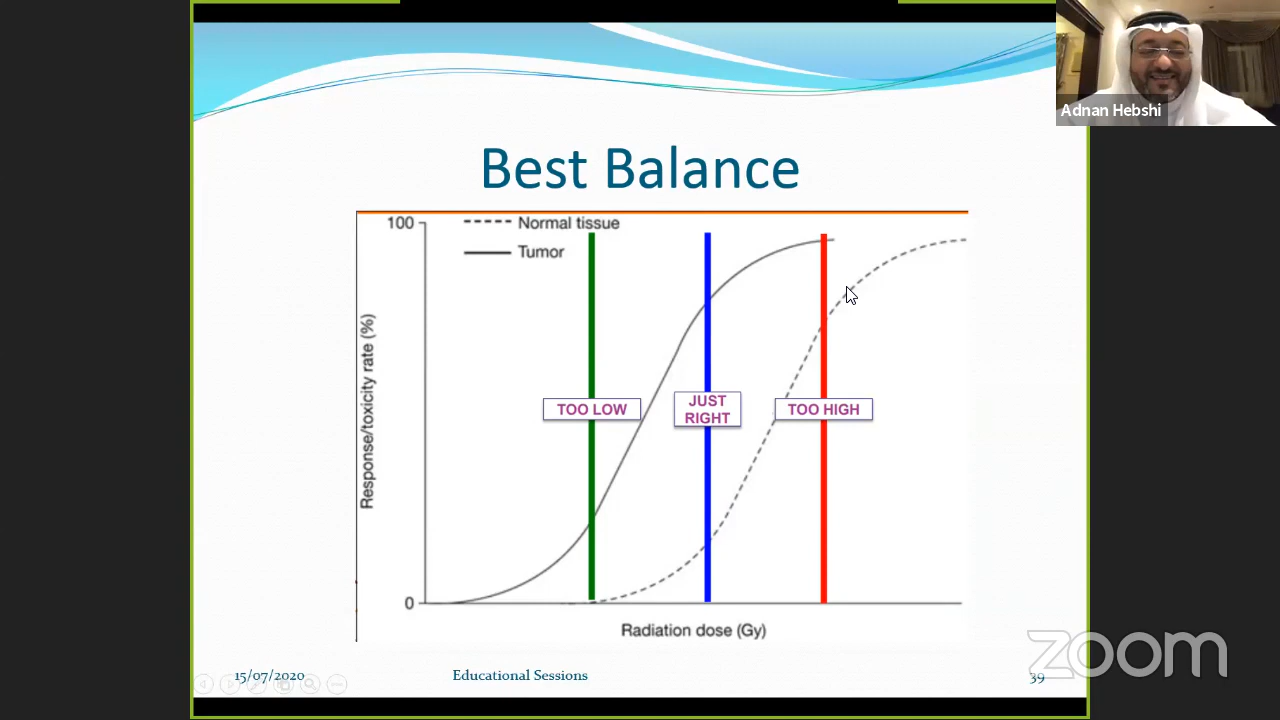 Adnan Hebshi
Best Balance
100
Normal tissue
Tumor
Response/toxicity rate (%)
TOO LOW
JUST
RIGHT
TOO HIGH
0
Radiation dose (Gy)
zoom
15/07/2020
Educational Sessions
39